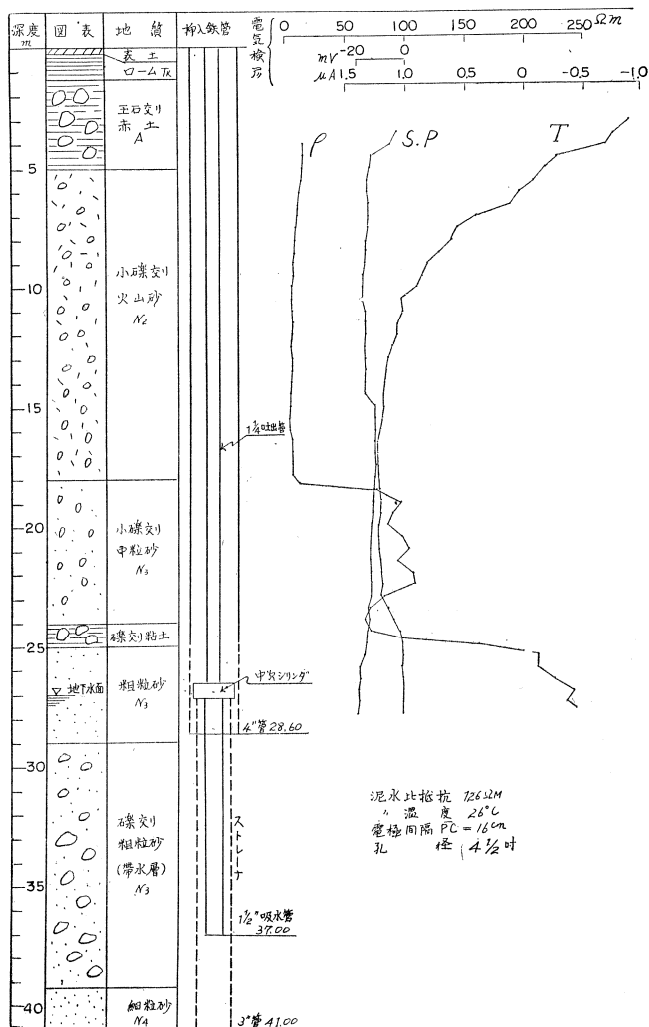 深度 m
図表
地質
挿入鉄管
電気検層
0 50 100 150 200 250 Ωm
mV -20 0
μA 1.5 1.0 0.5 0 -0.5 -1.0
表土
ローム Tk
玉石交り
赤土
A
P
S.P
T
5
小礫交り
火山砂
N2
10
15
1¼吐出管
小礫交り
中粒砂
N3
20
礫交り粘土
25
地下水面
粗粒砂
N3
中次シリンダ
4"管 28.60
30
礫交り
粗粒砂
(帯水層)
N3
ストレーナ
35
1½"吸水管
37.00
細粒砂
N4
40
3"管 41.00
泥水比抵抗 126ΩM
〃 温度 26°C
電極間隔 PC = 16cm
孔径 4½吋